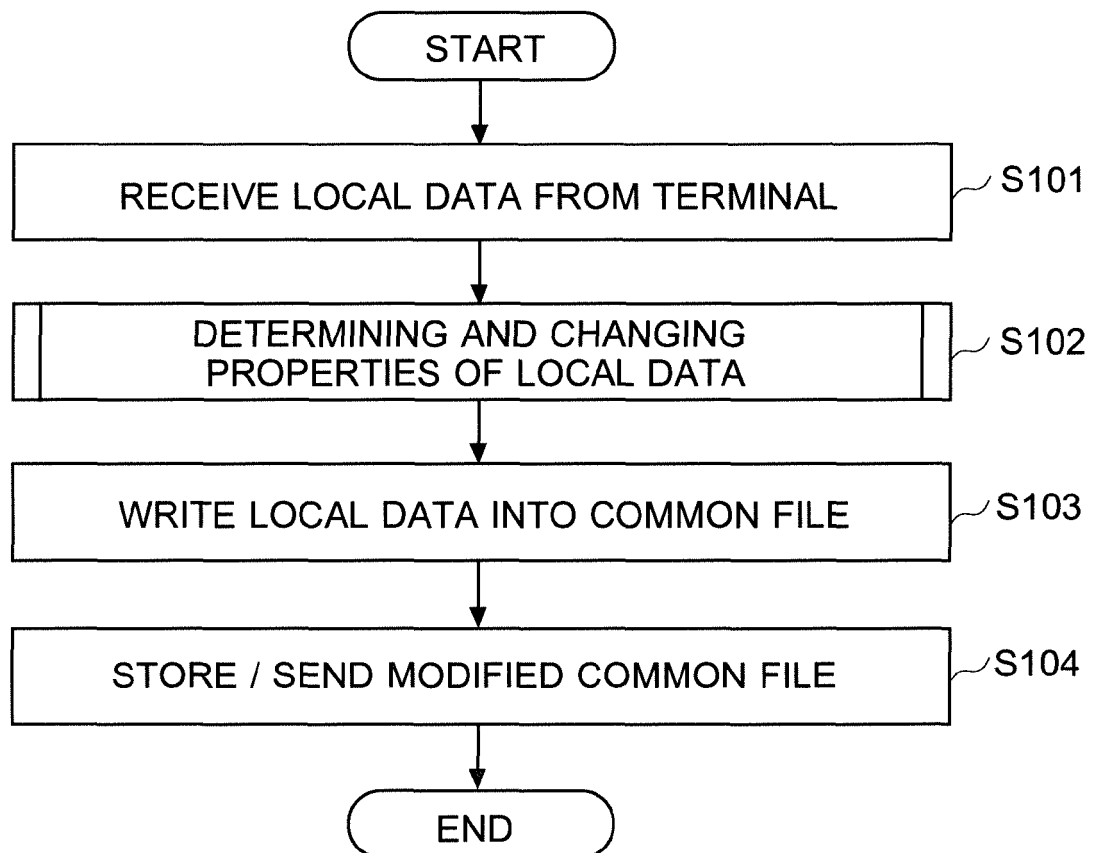 START
RECEIVE LOCAL DATA FROM TERMINAL
S101
DETERMINING AND CHANGING
PROPERTIES OF LOCAL DATA
S102
WRITE LOCAL DATA INTO COMMON FILE
S103
STORE / SEND MODIFIED COMMON FILE
S104
END